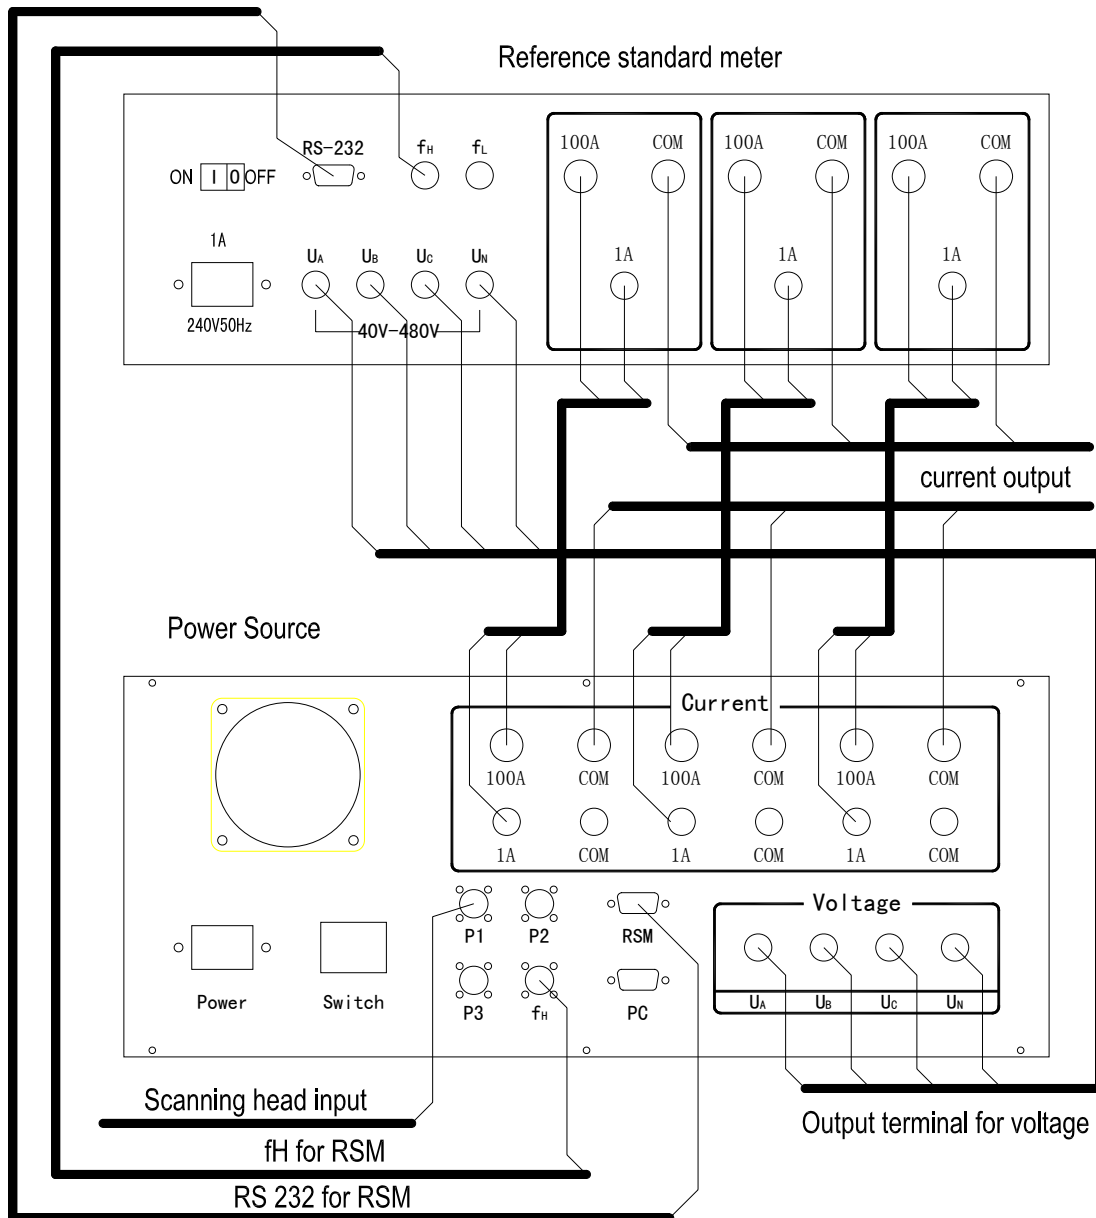 Reference standard meter
RS-232 fH fL
ON I O OFF
100A COM 100A COM 100A COM
1A
1A 1A 1A
UA UB UC UN
240V50Hz
40V-480V
current output
Power Source
Current
100A COM 100A COM 100A COM
1A COM 1A COM 1A COM
P1 P2 RSM
Voltage
Power Switch
P3 fH PC
UA UB UC UN
Scanning head input
Output terminal for voltage
fH for RSM
RS 232 for RSM